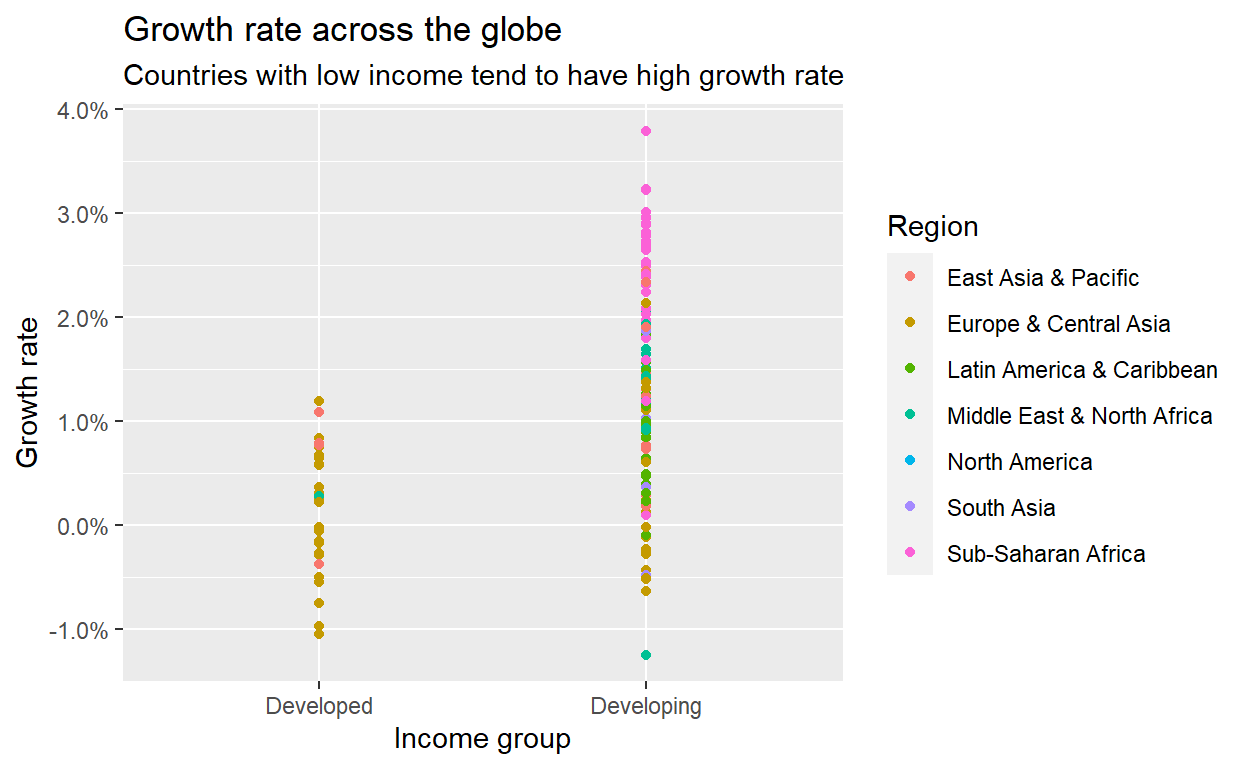 Growth rate across the globe
Countries with low income tend to have high growth rate
4.0%
3.0%
2.0%
1.0%
0.0%
-1.0%
Growth rate
Developed
Developing
Income group
Region
East Asia & Pacific
Europe & Central Asia
Latin America & Caribbean
Middle East & North Africa
North America
South Asia
Sub-Saharan Africa